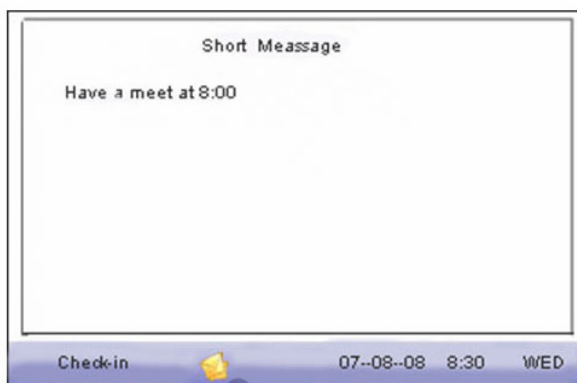 Short Meassage
Have a meet at 8:00
Check-in 07--08--08 8:30 WED